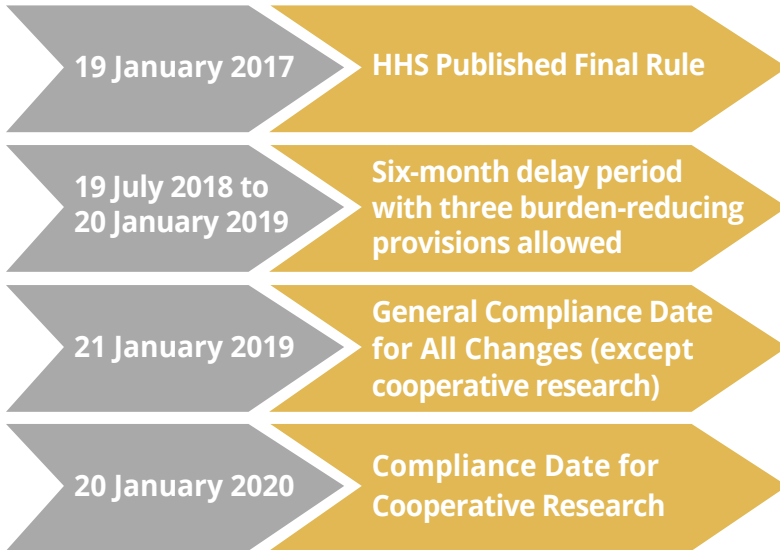 19 January 2017
HHS Published Final Rule
19 July 2018 to
20 January 2019
Six-month delay period
with three burden-reducing
provisions allowed
21 January 2019
General Compliance Date
for All Changes (except
cooperative research)
20 January 2020
Compliance Date for
Cooperative Research